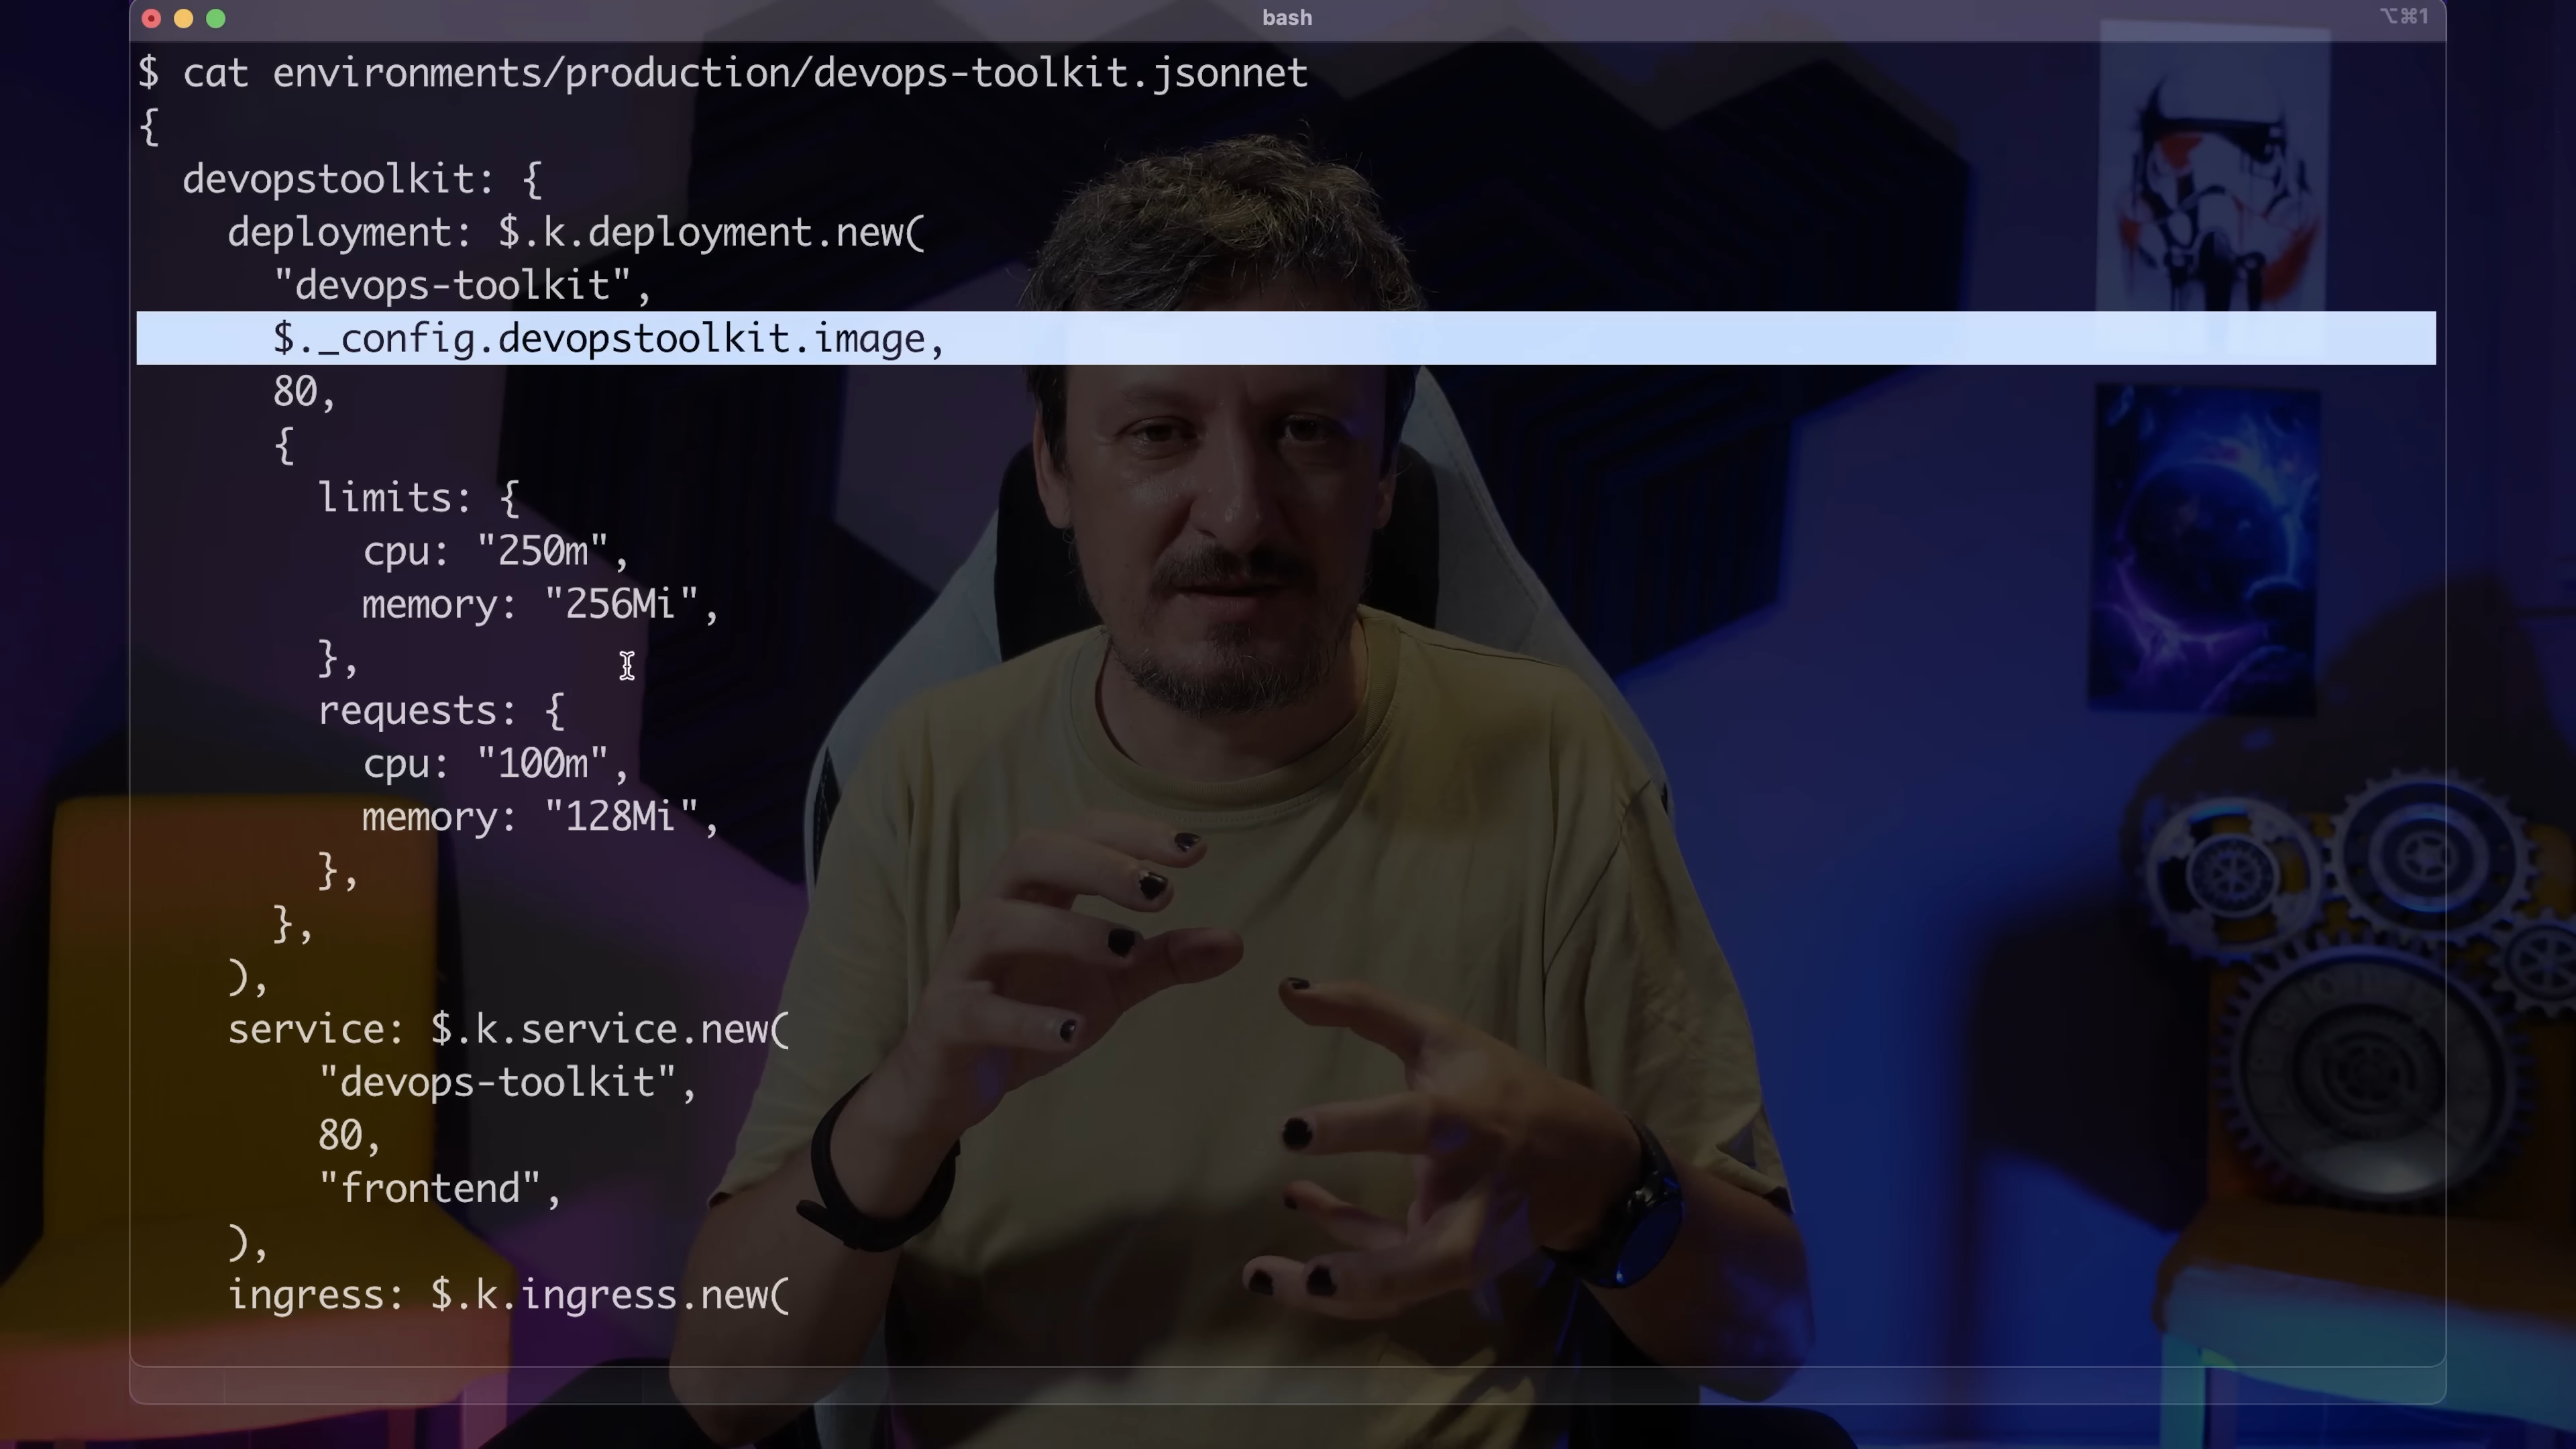 bash
⌥⌘1
$ cat environments/production/devops-toolkit.jsonnet
{
  devopstoolkit: {
    deployment: $.k.deployment.new(
      "devops-toolkit",
      $._config.devopstoolkit.image,
      80,
      {
        limits: {
          cpu: "250m",
          memory: "256Mi",
        },
        requests: {
          cpu: "100m",
          memory: "128Mi",
        },
      },
    ),
    service: $.k.service.new(
        "devops-toolkit",
        80,
        "frontend",
    ),
    ingress: $.k.ingress.new(